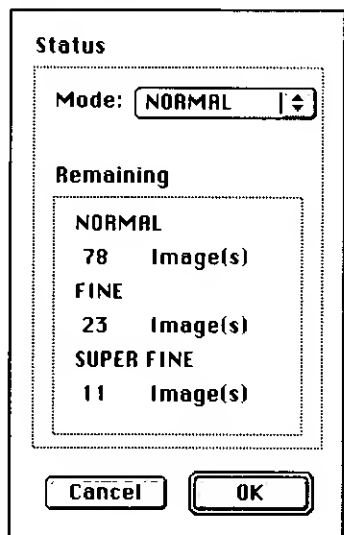 Status
Mode: NORMAL
Remaining
NORMAL
78 Image(s)
FINE
23 Image(s)
SUPER FINE
11 Image(s)
Cancel OK